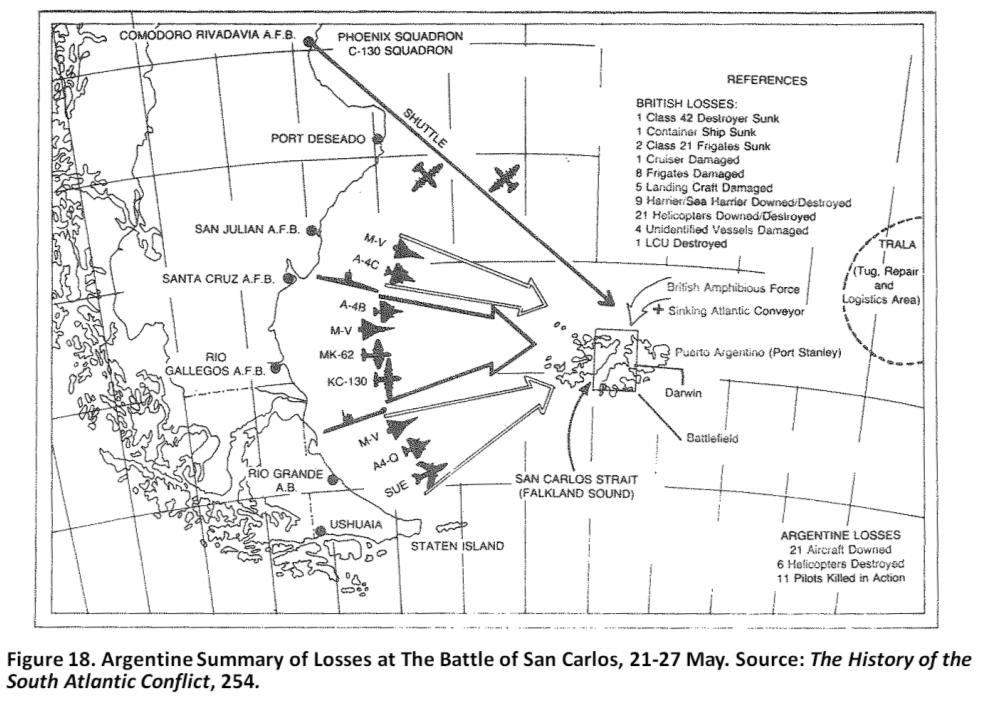 COMODORO RIVADAVIA A.F.B.
PHOENIX SQUADRON
C-130 SQUADRON
SHUTTLE
PORT DESEADO
SAN JULIAN A.F.B.
SANTA CRUZ A.F.B.
RIO
GALLEGOS A.F.B.
RIO GRANDE
A.B.
USHUAIA
STATEN ISLAND
M-V
A-4C
A-4B
M-V
MK-62
KC-130
M-V
A4-Q
SUE
REFERENCES
BRITISH LOSSES:
1 Class 42 Destroyer Sunk
1 Container Ship Sunk
2 Class 21 Frigates Sunk
1 Cruiser Damaged
8 Frigates Damaged
5 Landing Craft Damaged
9 Harrier/Sea Harrier Downed/Destroyed
21 Helicopters Downed/Destroyed
4 Unidentified Vessels Damaged
1 LCU Destroyed
TRALA
(Tug, Repair
and
Logistics Area)
British Amphibious Force
Sinking Atlantic Conveyor
Puerto Argentino (Port Stanley)
Darwin
Battlefield
SAN CARLOS STRAIT
(FALKLAND SOUND)
ARGENTINE LOSSES
21 Aircraft Downed
6 Helicopters Destroyed
11 Pilots Killed in Action
Figure 18. Argentine Summary of Losses at The Battle of San Carlos, 21-27 May. Source: The History of the
South Atlantic Conflict, 254.